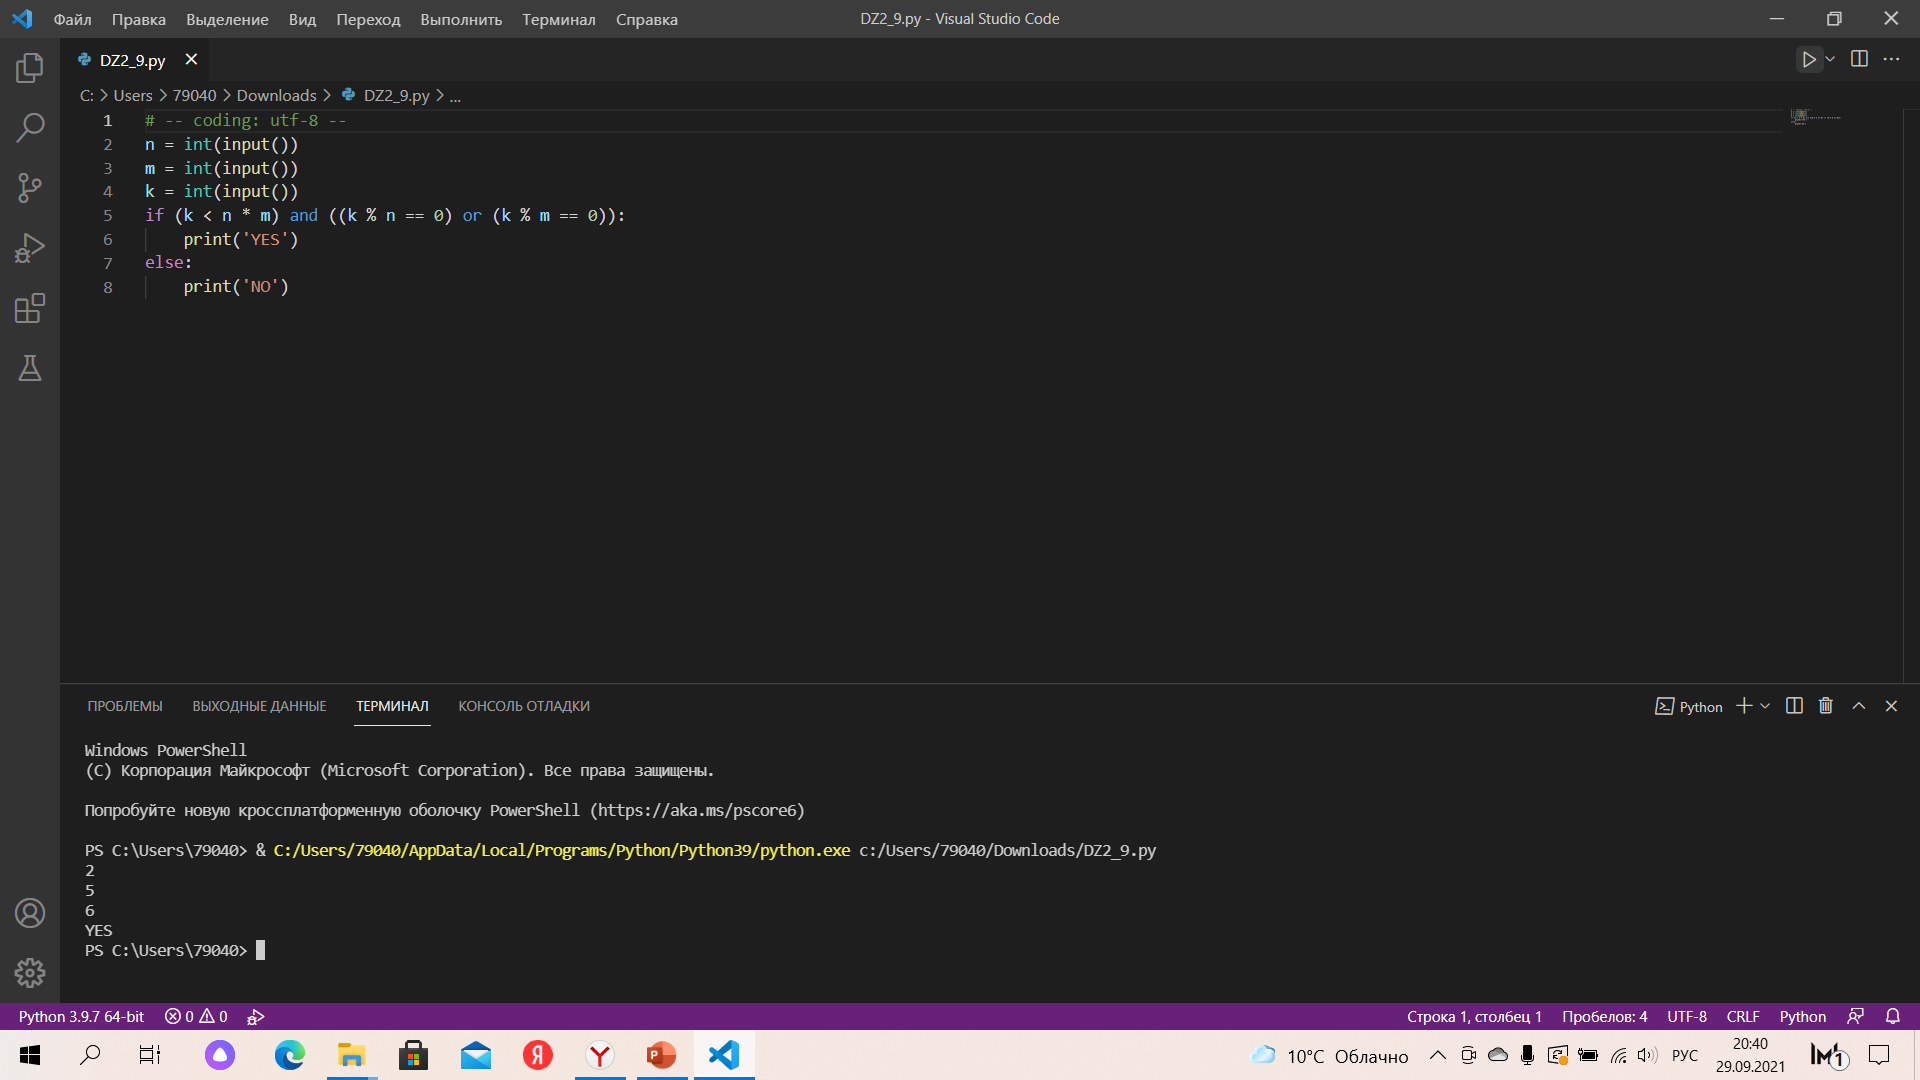 Файл Правка Выделение Вид Переход Выполнить Терминал Справка DZ2_9.py - Visual Studio Code
DZ2_9.py
C: > Users > 79040 > Downloads > DZ2_9.py > ...
1 # -- coding: utf-8 --
2 n = int(input())
3 m = int(input())
4 k = int(input())
5 if (k < n * m) and ((k % n == 0) or (k % m == 0)):
6 print('YES')
7 else:
8 print('NO')
ПРОБЛЕМЫ ВЫХОДНЫЕ ДАННЫЕ ТЕРМИНАЛ КОНСОЛЬ ОТЛАДКИ Python
Windows PowerShell
(C) Корпорация Майкрософт (Microsoft Corporation). Все права защищены.
Попробуйте новую кроссплатформенную оболочку PowerShell (https://aka.ms/pscore6)
PS C:\Users\79040> & C:/Users/79040/AppData/Local/Programs/Python/Python39/python.exe c:/Users/79040/Downloads/DZ2_9.py
2
5
6
YES
PS C:\Users\79040>
Python 3.9.7 64-bit 0 0 Строка 1, столбец 1 Пробелов: 4 UTF-8 CRLF Python
10°C Облачно РУС 20:40
29.09.2021 1